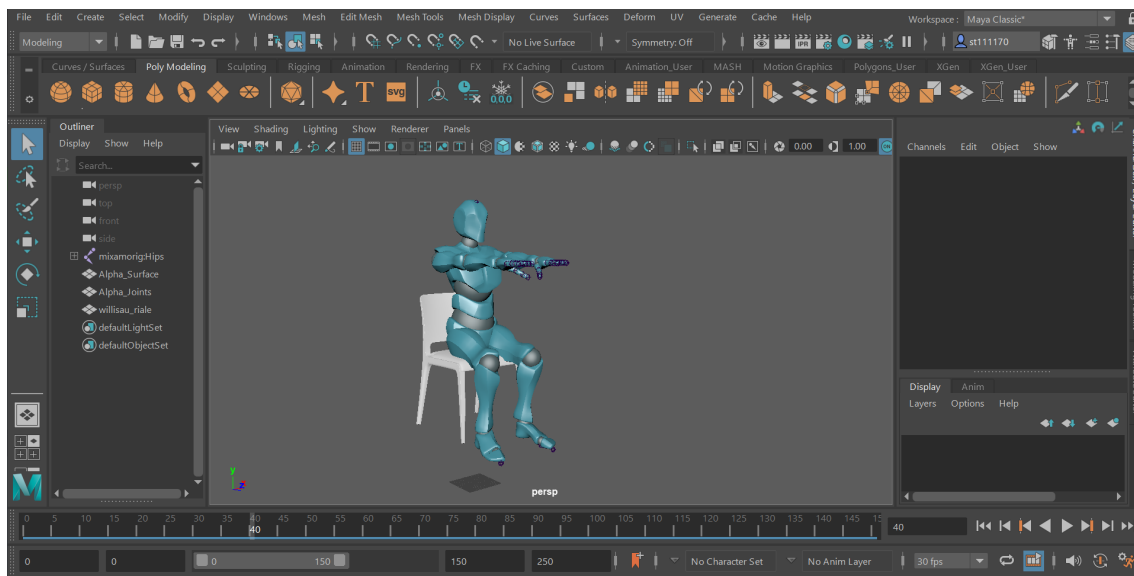 File Edit Create Select Modify Display Windows Mesh Edit Mesh Mesh Tools Mesh Display Curves Surfaces Deform UV Generate Cache Help Workspace : Maya Classic*
Modeling No Live Surface Symmetry: Off IPR st111170
Curves / Surfaces Poly Modeling Sculpting Rigging Animation Rendering FX FX Caching Custom Animation_User MASH Motion Graphics Polygons_User XGen XGen_User
T svg 0,0,0
Outliner
Display Show Help
Search...
persp
top
front
side
mixamorig:Hips
Alpha_Surface
Alpha_Joints
willisau_riale
defaultLightSet
defaultObjectSet
View Shading Lighting Show Renderer Panels
0.00 1.00 ON
y
z
persp
Channels Edit Object Show
Display Anim
Layers Options Help
0 5 10 15 20 25 30 35 40 45 50 55 60 65 70 75 80 85 90 95 100 105 110 115 120 125 130 135 140 145 15
40 40
0 0 0 150 150 250 No Character Set No Anim Layer 30 fps